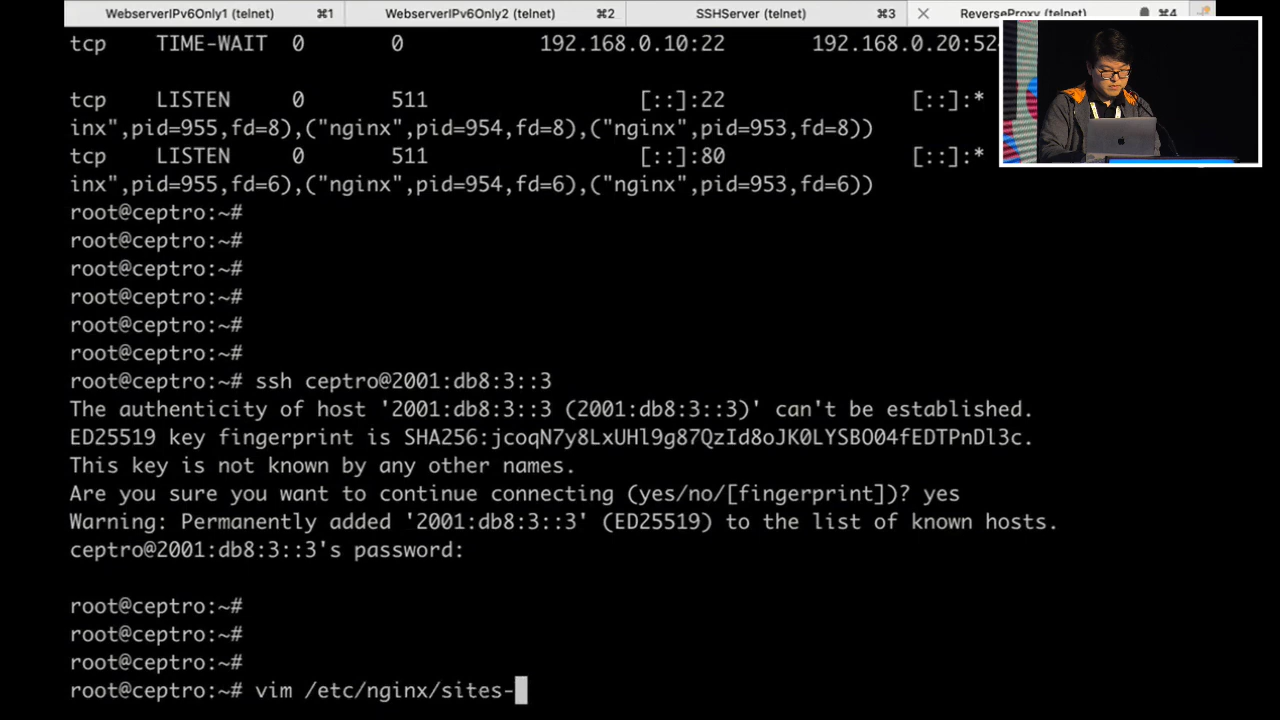 WebserverIPv6Only1 (telnet) ⌘1 WebserverIPv6Only2 (telnet) ⌘2 SSHServer (telnet) ⌘3 ReverseProxy (telnet) ⌘4
tcp TIME-WAIT 0 0 192.168.0.10:22 192.168.0.20:52
tcp LISTEN 0 511 [::]:22 [::]:*
inx",pid=955,fd=8),("nginx",pid=954,fd=8),("nginx",pid=953,fd=8))
tcp LISTEN 0 511 [::]:80 [::]:*
inx",pid=955,fd=6),("nginx",pid=954,fd=6),("nginx",pid=953,fd=6))
root@ceptro:~#
root@ceptro:~#
root@ceptro:~#
root@ceptro:~#
root@ceptro:~#
root@ceptro:~#
root@ceptro:~# ssh ceptro@2001:db8:3::3
The authenticity of host '2001:db8:3::3 (2001:db8:3::3)' can't be established.
ED25519 key fingerprint is SHA256:jcoqN7y8LxUHl9g87QzId8oJK0LYSBO04fEDTPnDl3c.
This key is not known by any other names.
Are you sure you want to continue connecting (yes/no/[fingerprint])? yes
Warning: Permanently added '2001:db8:3::3' (ED25519) to the list of known hosts.
ceptro@2001:db8:3::3's password:
root@ceptro:~#
root@ceptro:~#
root@ceptro:~#
root@ceptro:~# vim /etc/nginx/sites-